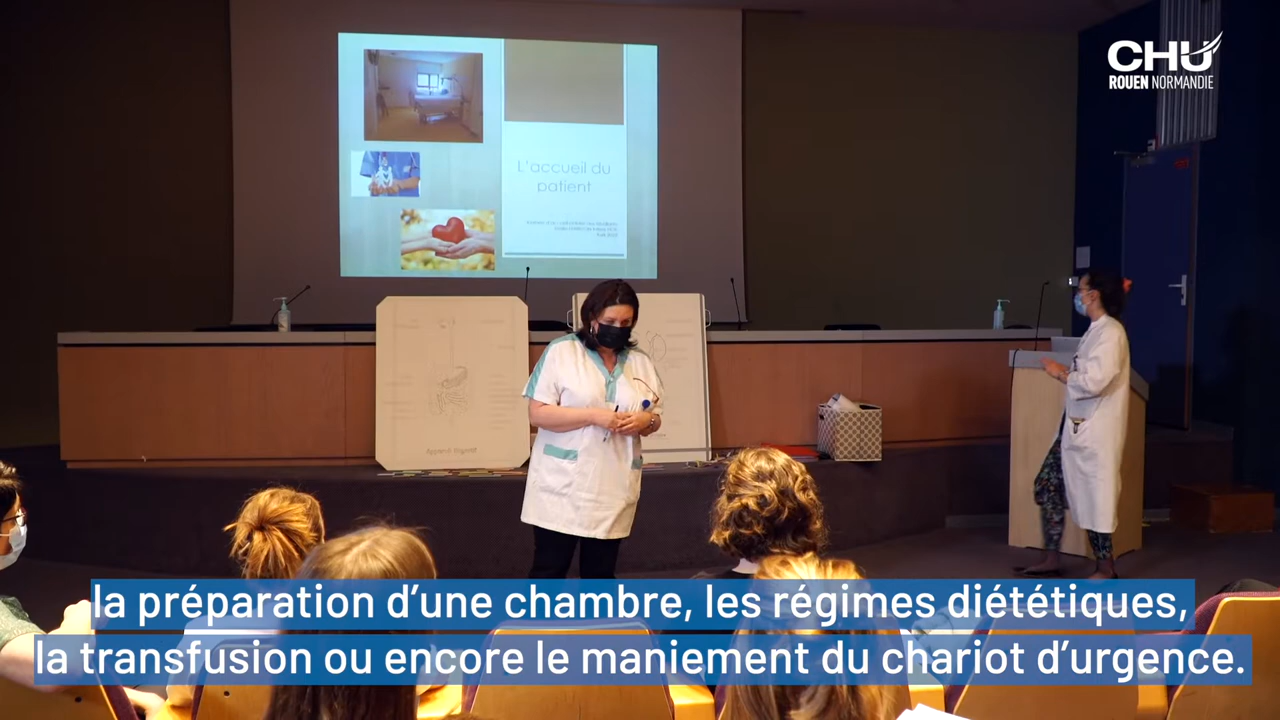 CHU
ROUEN NORMANDIE
L'accueil du
patient
la préparation d'une chambre, les régimes diététiques,
la transfusion ou encore le maniement du chariot d'urgence.